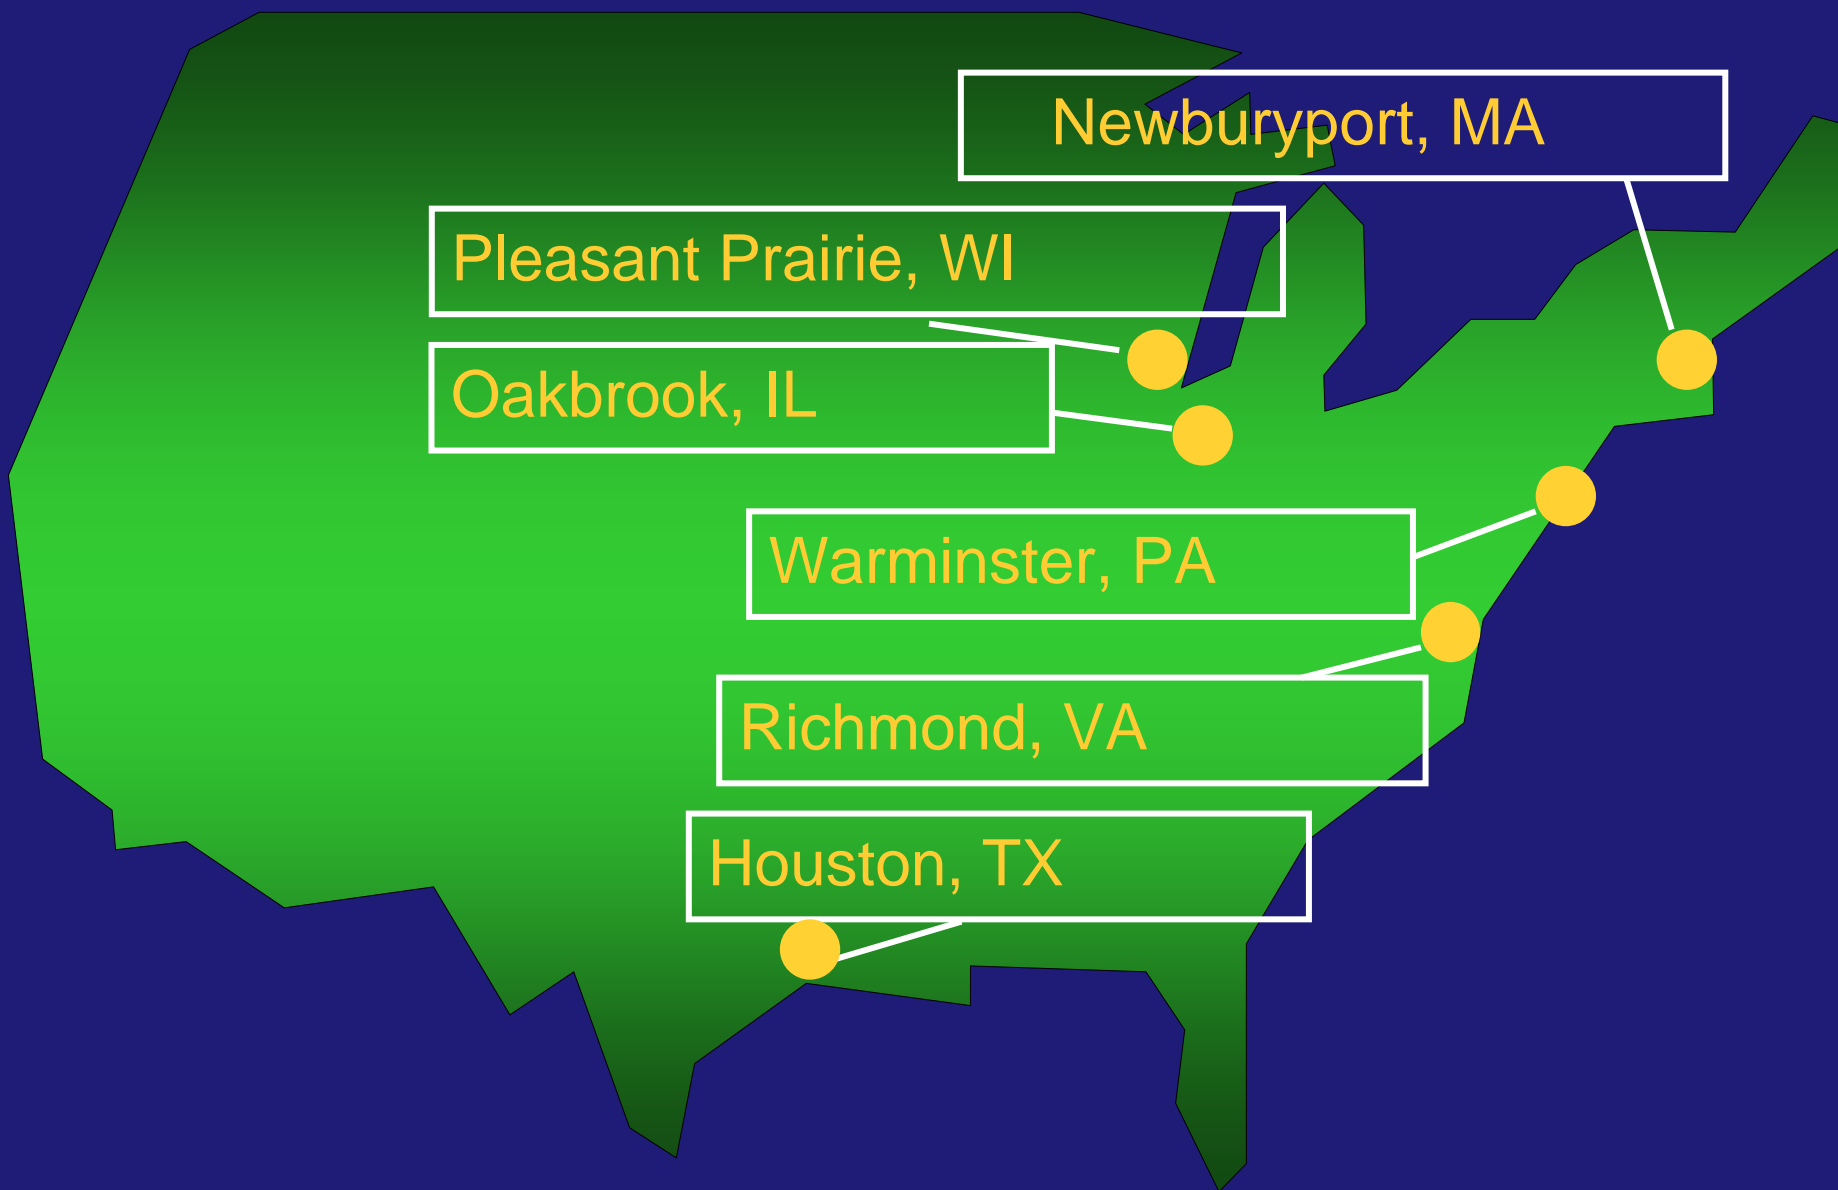 Newburyport, MA
Pleasant Prairie, WI
Oakbrook, IL
Warminster, PA
Richmond, VA
Houston, TX